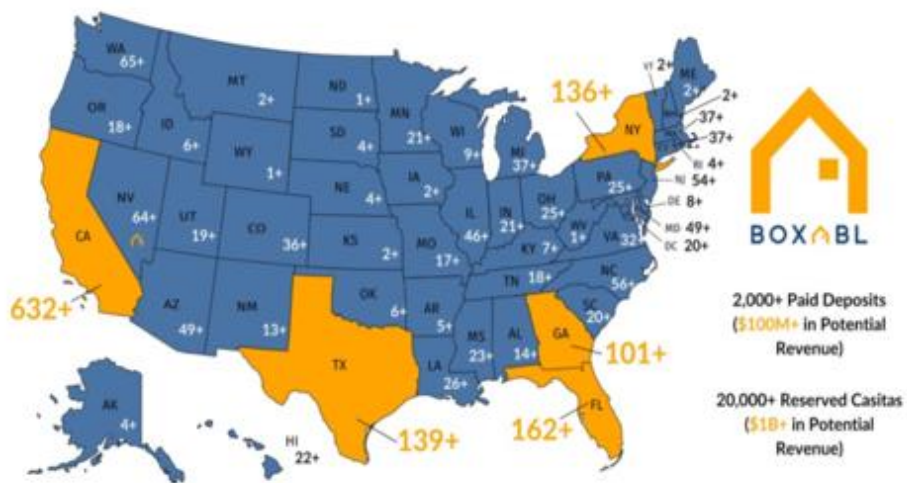 WA
65+
MT
2+
ND
1+
MN
21+
VT 2+
ME
2+
136+
NY
2+
37+
37+
RI 4+
NJ 54+
DE 8+
MD 49+
DC 20+
OR
18+
ID
6+
WY
1+
SD
4+
WI
9+
MI
37+
NE
4+
IA
2+
PA
25+
NV
64+
UT
19+
CO
36+
KS
2+
IL
46+
IN
21+
OH
25+
WV
1+
VA
32+
CA
632+
MO
17+
KY 7+
TN
18+
NC
56+
AZ
49+
NM
13+
OK
6+
AR
5+
SC
20+
MS
23+
AL
14+
GA
101+
TX
139+
LA
26+
FL
162+
AK
4+
HI
22+
BOXABL
2,000+ Paid Deposits
($100M+ in Potential
Revenue)
20,000+ Reserved Casitas
($1B+ in Potential
Revenue)